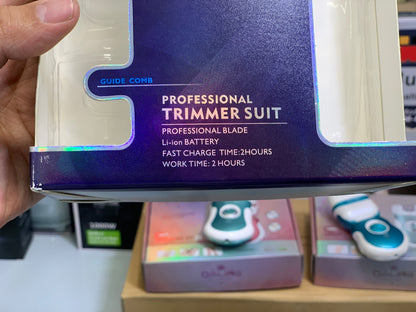 GUIDE COMB
PROFESSIONAL
TRIMMER SUIT
PROFESSIONAL BLADE
Li-ion BATTERY
FAST CHARGE TIME:2HOURS
WORK TIME: 2 HOURS